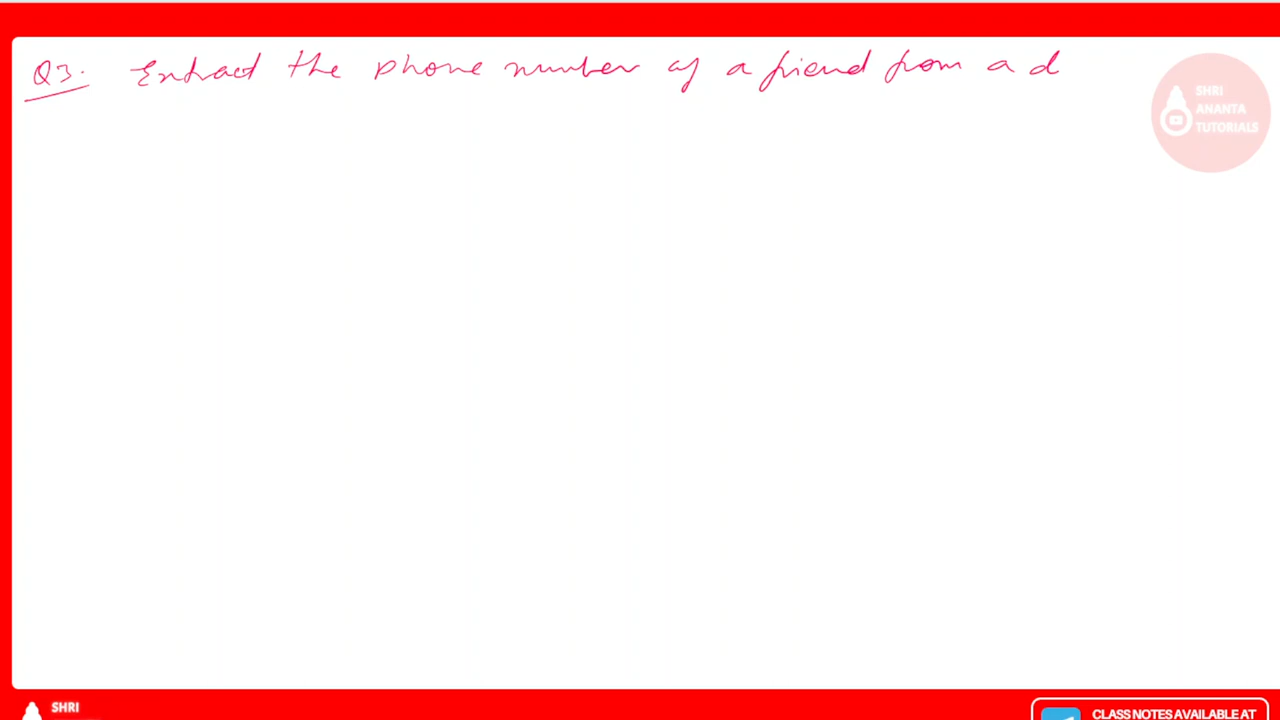 Q3. Extract the phone number of a friend from a d
SHRI
ANANTA
TUTORIALS
SHRI
CLASS NOTES AVAILABLE AT